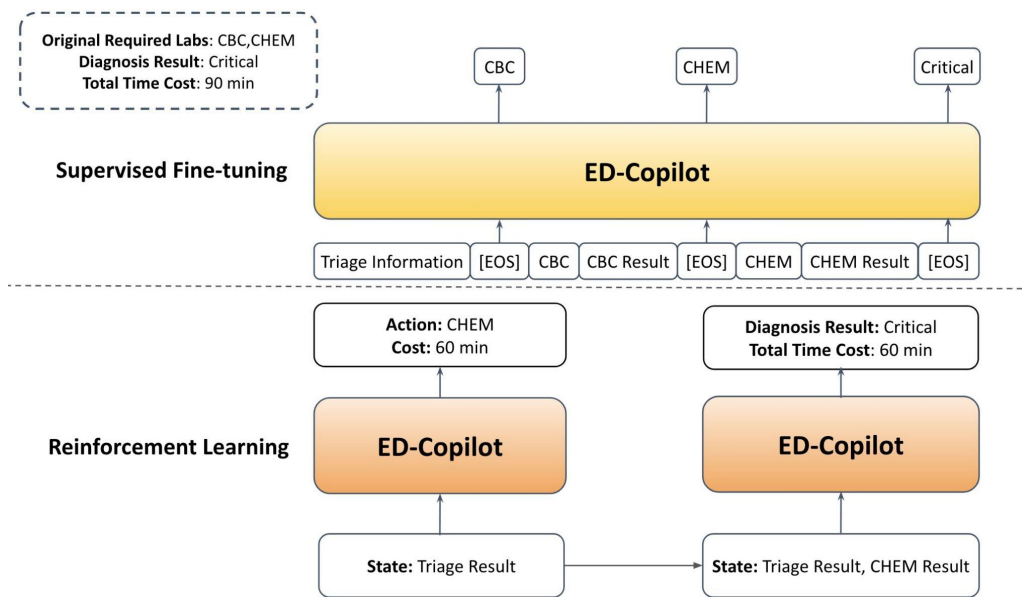 Original Required Labs: CBC,CHEM
Diagnosis Result: Critical
Total Time Cost: 90 min
CBC
CHEM
Critical
Supervised Fine-tuning
ED-Copilot
Triage Information
[EOS]
CBC
CBC Result
[EOS]
CHEM
CHEM Result
[EOS]
Action: CHEM
Cost: 60 min
Diagnosis Result: Critical
Total Time Cost: 60 min
Reinforcement Learning
ED-Copilot
ED-Copilot
State: Triage Result
State: Triage Result, CHEM Result